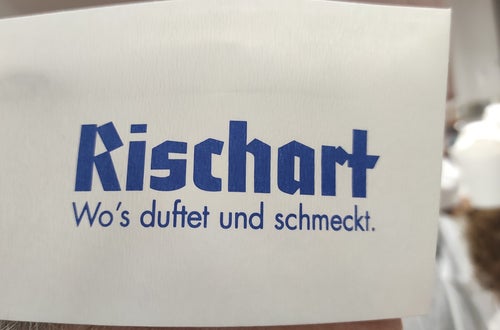 Rischart
Wo's duftet und schmeckt.